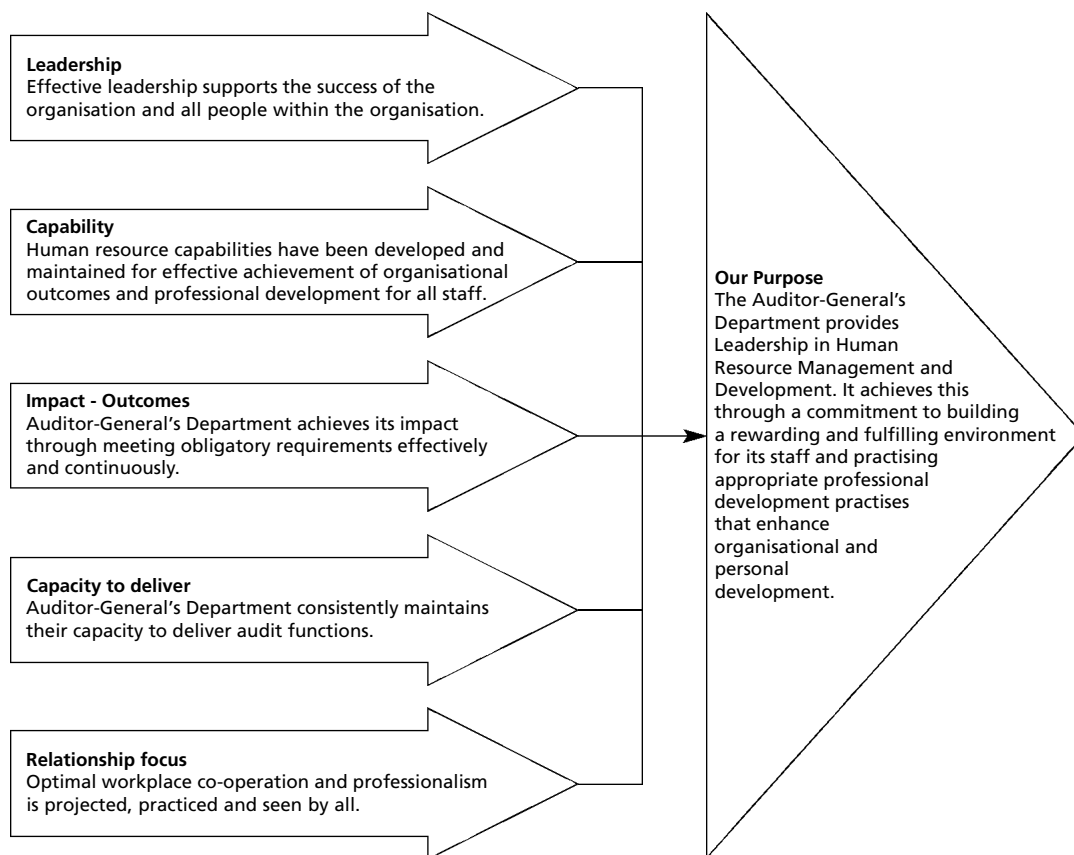 Leadership
Effective leadership supports the success of the
organisation and all people within the organisation.
Capability
Human resource capabilities have been developed and
maintained for effective achievement of organisational
outcomes and professional development for all staff.
Impact - Outcomes
Auditor-General's Department achieves its impact
through meeting obligatory requirements effectively
and continuously.
Capacity to deliver
Auditor-General's Department consistently maintains
their capacity to deliver audit functions.
Relationship focus
Optimal workplace co-operation and professionalism
is projected, practiced and seen by all.
Our Purpose
The Auditor-General's
Department provides
Leadership in Human
Resource Management and
Development. It achieves this
through a commitment to building
a rewarding and fulfilling environment
for its staff and practising
appropriate professional
development practises
that enhance
organisational and
personal
development.